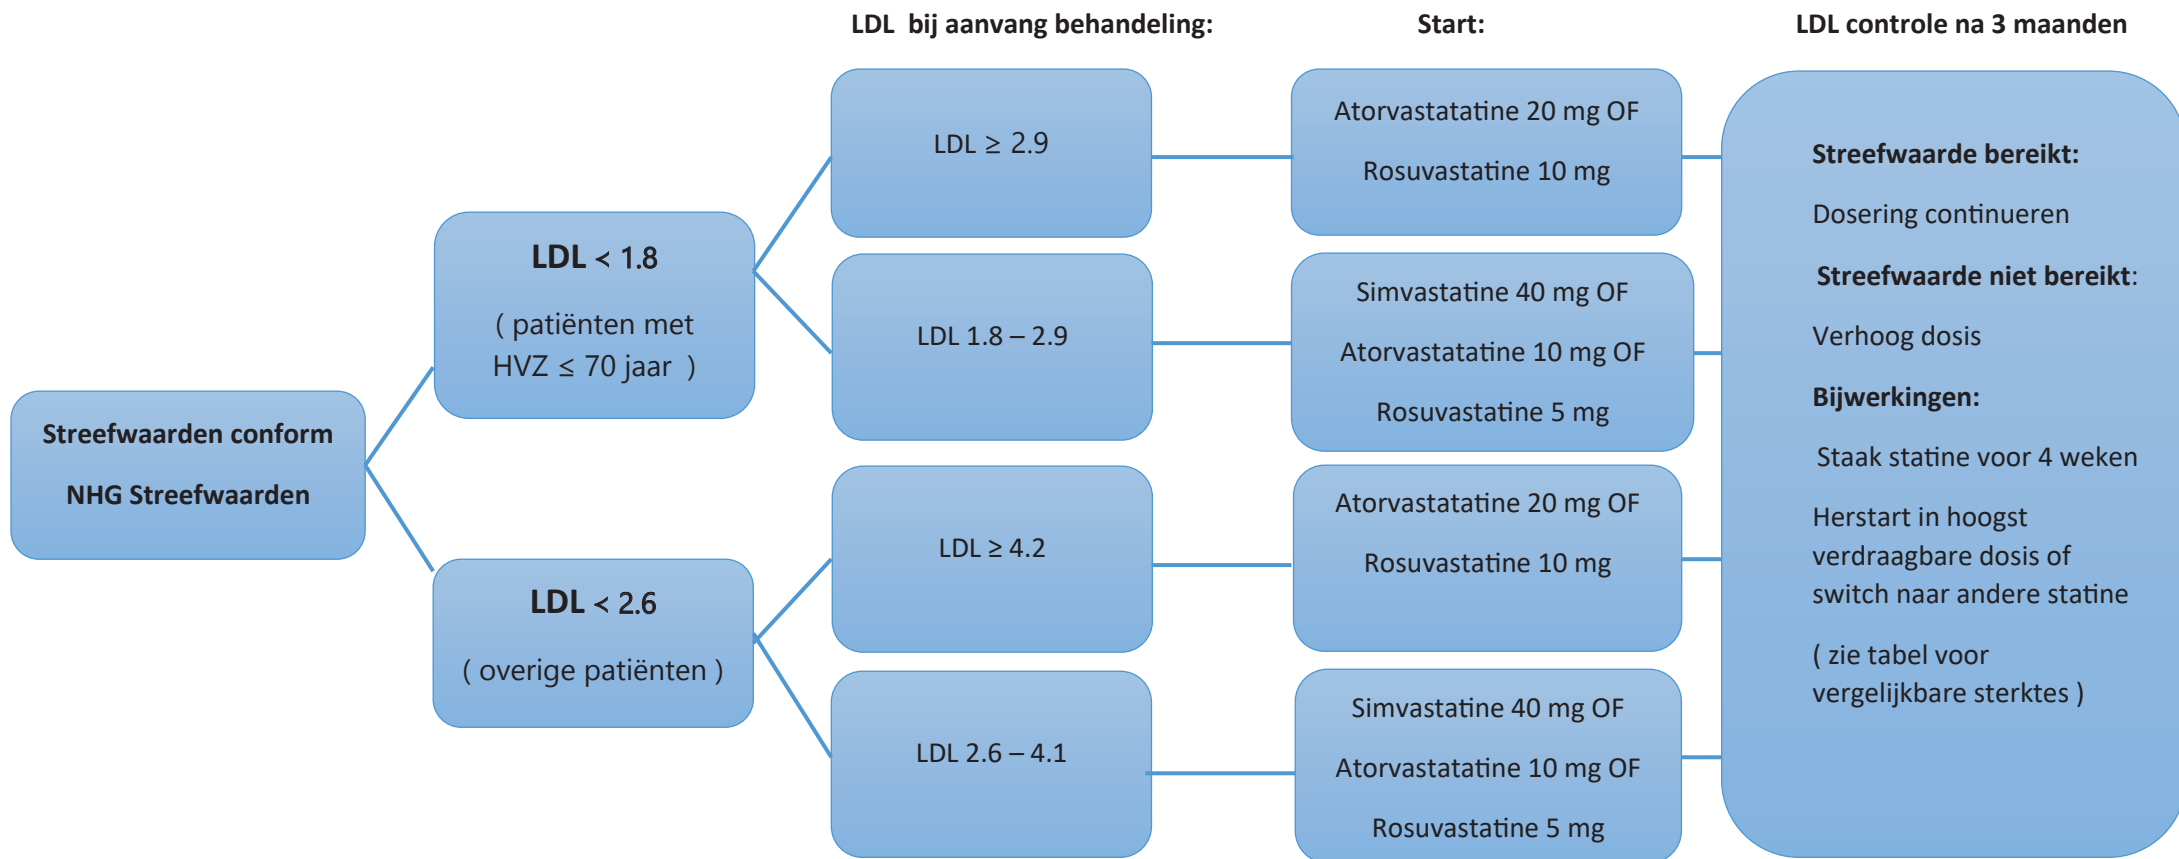 LDL  bij aanvang behandeling:
Start:
LDL controle na 3 maanden
Streefwaarden conform
NHG Streefwaarden
LDL < 1.8
( patiënten met
HVZ ≤ 70 jaar  )
LDL < 2.6
( overige patiënten )
LDL ≥ 2.9
LDL 1.8 – 2.9
LDL ≥ 4.2
LDL 2.6 – 4.1
Atorvastatatine 20 mg OF
Rosuvastatine 10 mg
Simvastatine 40 mg OF
Atorvastatatine 10 mg OF
Rosuvastatine 5 mg
Atorvastatatine 20 mg OF
Rosuvastatine 10 mg
Simvastatine 40 mg OF
Atorvastatatine 10 mg OF
Rosuvastatine 5 mg
Streefwaarde bereikt:
Dosering continueren
Streefwaarde niet bereikt:
Verhoog dosis
Bijwerkingen:
Staak statine voor 4 weken
Herstart in hoogst
verdraagbare dosis of
switch naar andere statine
( zie tabel voor
vergelijkbare sterktes )